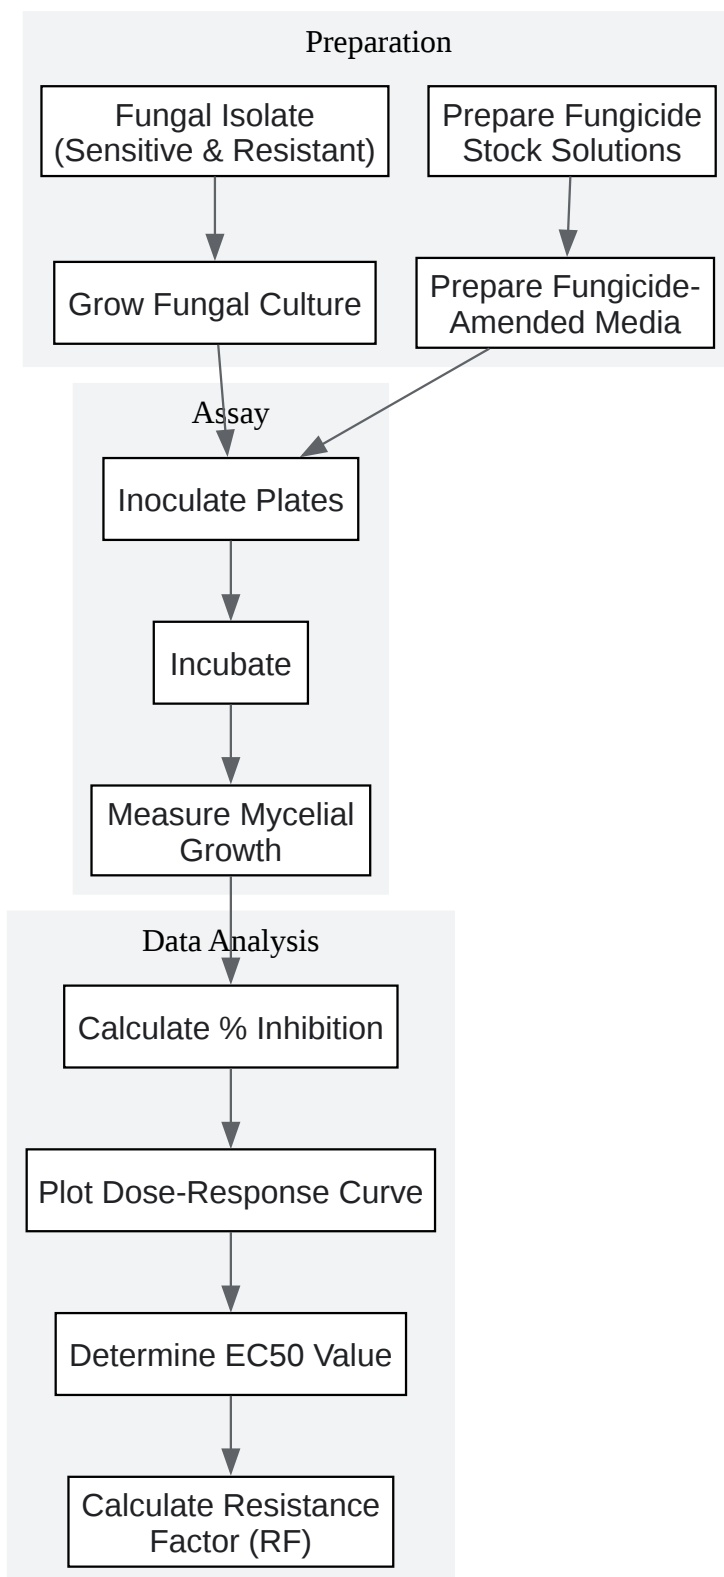 Preparation
Fungal Isolate
(Sensitive & Resistant)
Prepare Fungicide
Stock Solutions
Grow Fungal Culture
Prepare Fungicide-
Amended Media
Assay
Inoculate Plates
Incubate
Measure Mycelial
Growth
Data Analysis
Calculate % Inhibition
Plot Dose-Response Curve
Determine EC50 Value
Calculate Resistance
Factor (RF)